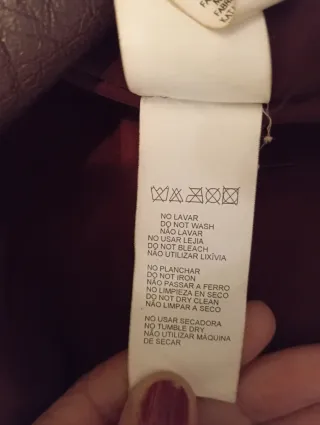 NO LAVAR
DO NOT WASH
NÃO LAVAR
NO USAR LEJIA
DO NOT BLEACH
NÃO UTILIZAR LIXÍVIA
NO PLANCHAR
DO NOT IRON
NÃO PASSAR A FERRO
NO LIMPIEZA EN SECO
DO NOT DRY CLEAN
NÃO LIMPAR A SECO
NO USAR SECADORA
NO TUMBLE DRY
NÃO UTILIZAR MÁQUINA
DE SECAR